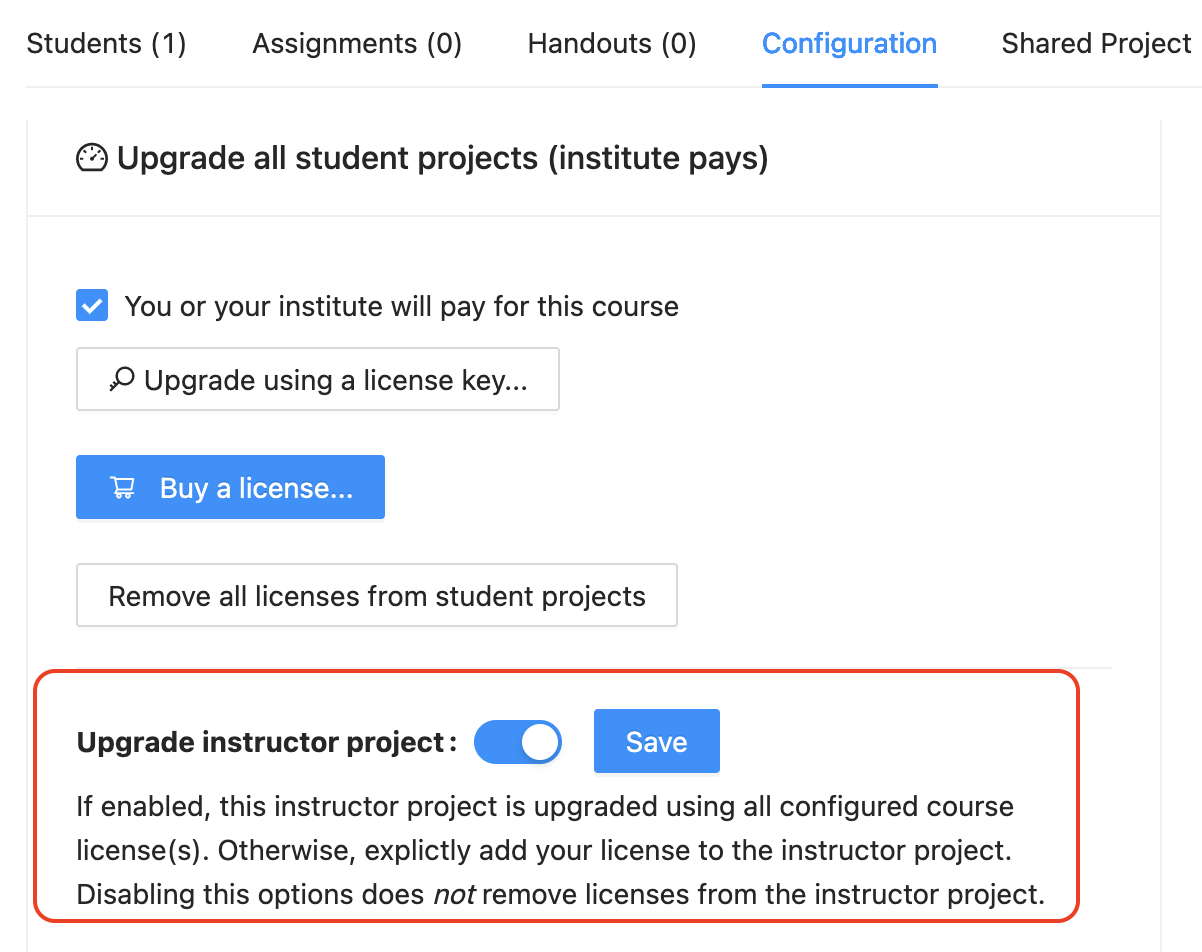 Students (1) Assignments (0) Handouts (0) Configuration Shared Project
Upgrade all student projects (institute pays)
You or your institute will pay for this course
Upgrade using a license key...
Buy a license...
Remove all licenses from student projects
Upgrade instructor project: Save
If enabled, this instructor project is upgraded using all configured course
license(s). Otherwise, explictly add your license to the instructor project.
Disabling this options does not remove licenses from the instructor project.